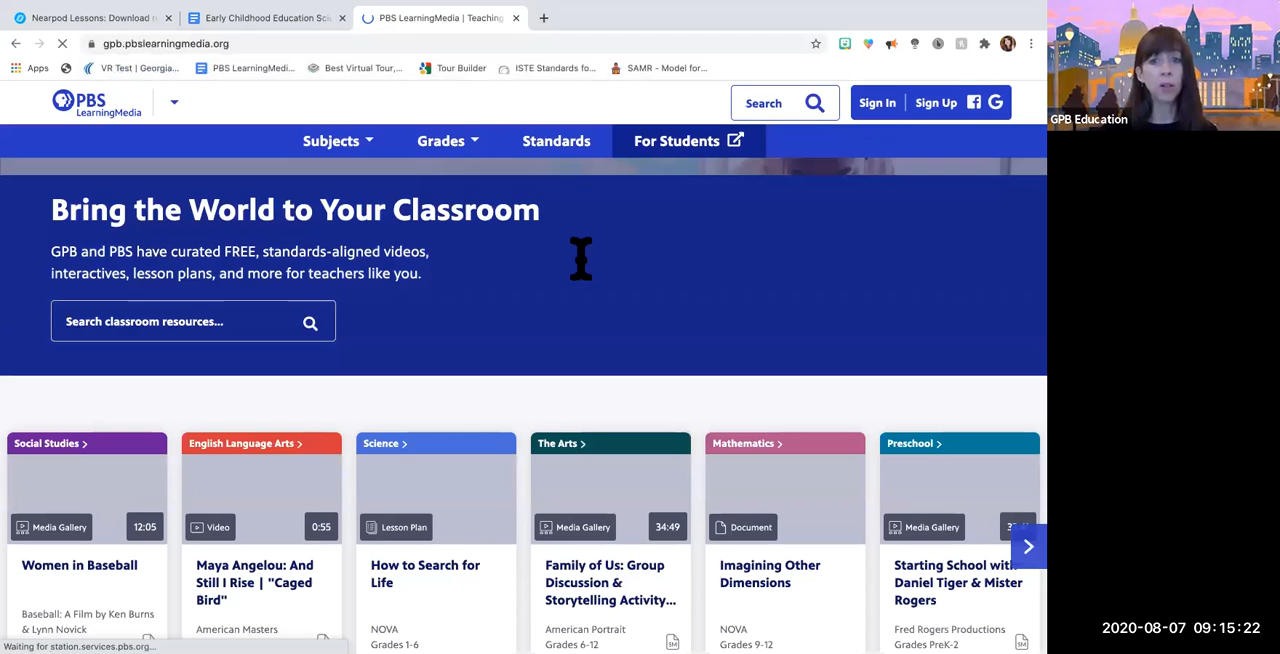 Nearpod Lessons: Download r
Early Childhood Education Sci
PBS LearningMedia | Teaching
gpb.pbslearningmedia.org
Apps
VR Test | Georgia...
PBS LearningMedi...
Best Virtual Tour,...
Tour Builder
ISTE Standards fo...
SAMR - Model for...
PBS
LearningMedia
Search
Sign In
Sign Up
GPB Education
Subjects
Grades
Standards
For Students
Bring the World to Your Classroom
GPB and PBS have curated FREE, standards-aligned videos,
interactives, lesson plans, and more for teachers like you.
Search classroom resources...
Social Studies >
Media Gallery
12:05
Women in Baseball
Baseball: A Film by Ken Burns
& Lynn Novick
English Language Arts >
Video
0:55
Maya Angelou: And
Still I Rise | "Caged
Bird"
American Masters
Science >
Lesson Plan
How to Search for
Life
NOVA
Grades 1-6
The Arts >
Media Gallery
34:49
Family of Us: Group
Discussion &
Storytelling Activity...
American Portrait
Grades 6-12
SM
Mathematics >
Document
Imagining Other
Dimensions
NOVA
Grades 9-12
Preschool >
Media Gallery
Starting School with
Daniel Tiger & Mister
Rogers
Fred Rogers Productions
Grades PreK-2
SM
Waiting for station.services.pbs.org...
2020-08-07 09:15:22